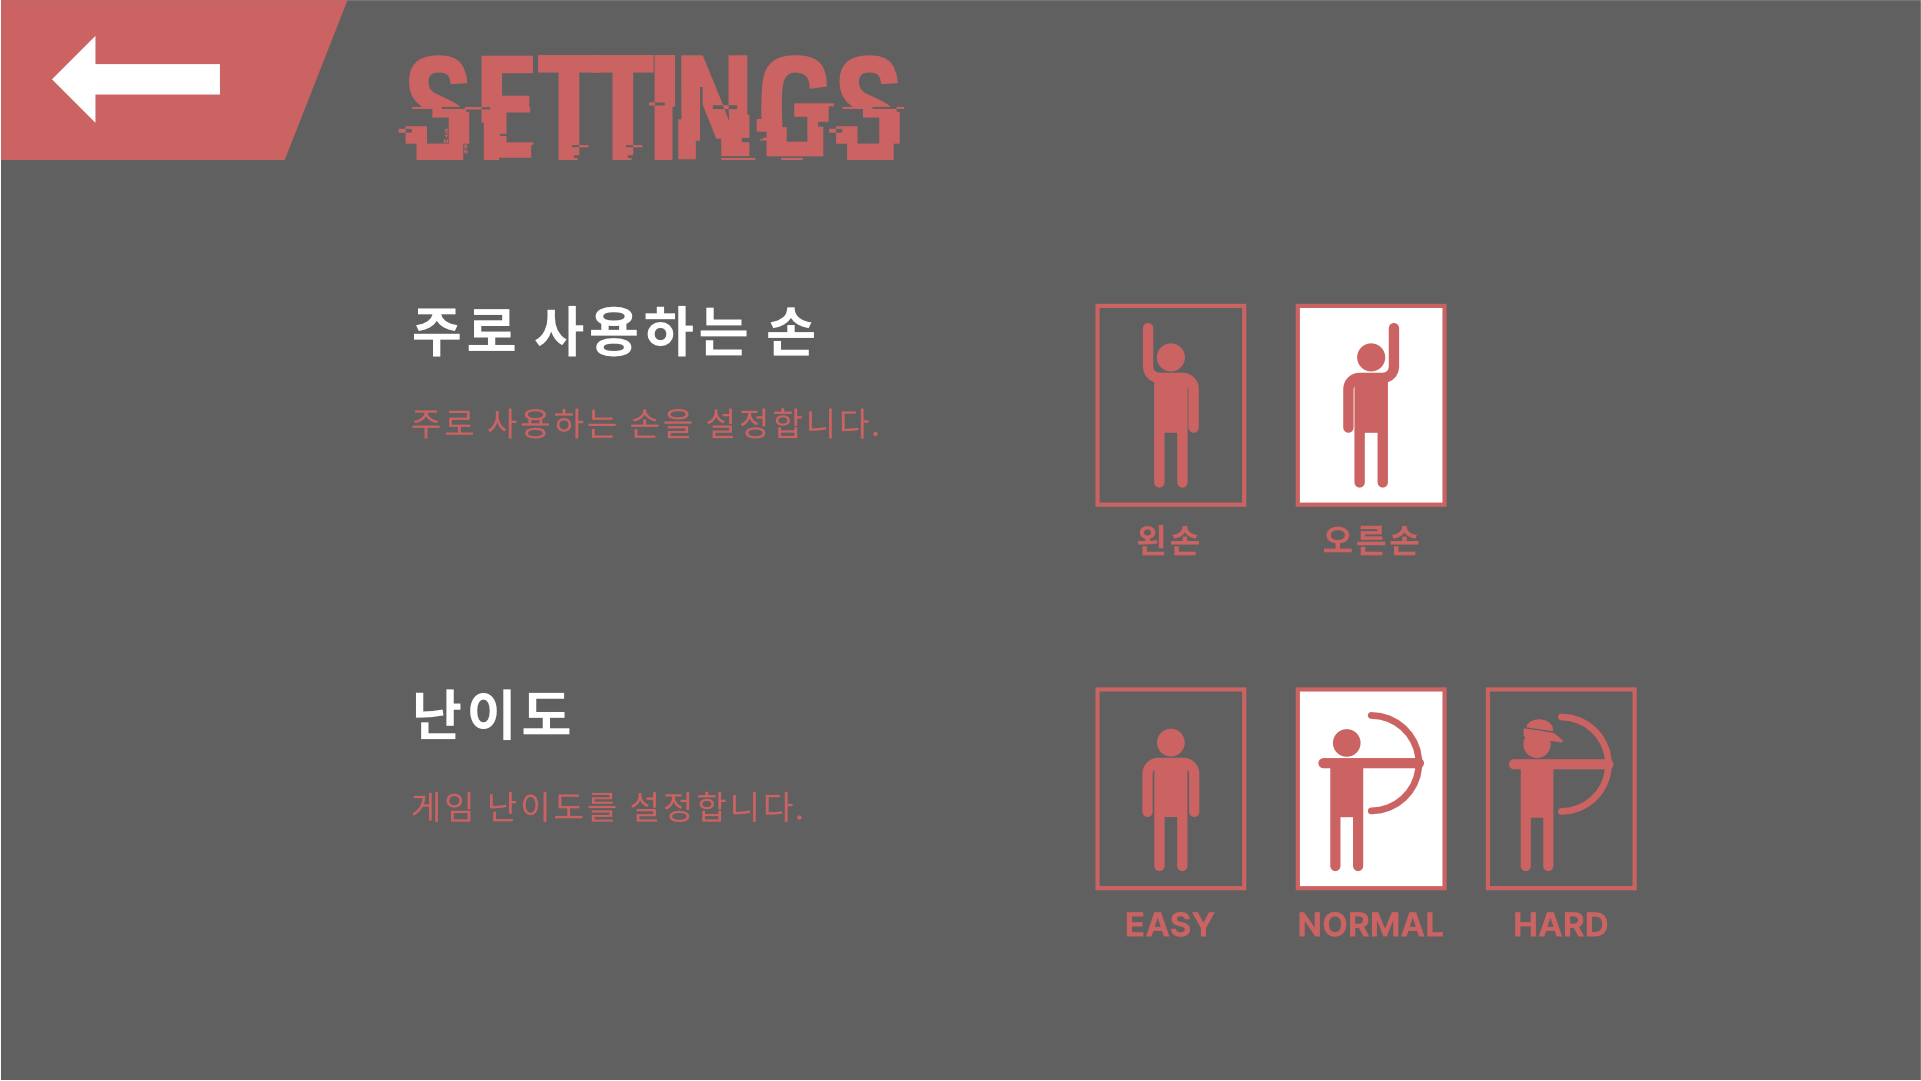 SETTINGS
주로 사용하는 손
주로 사용하는 손을 설정합니다.
왼손
오른손
난이도
게임 난이도를 설정합니다.
EASY
NORMAL
HARD